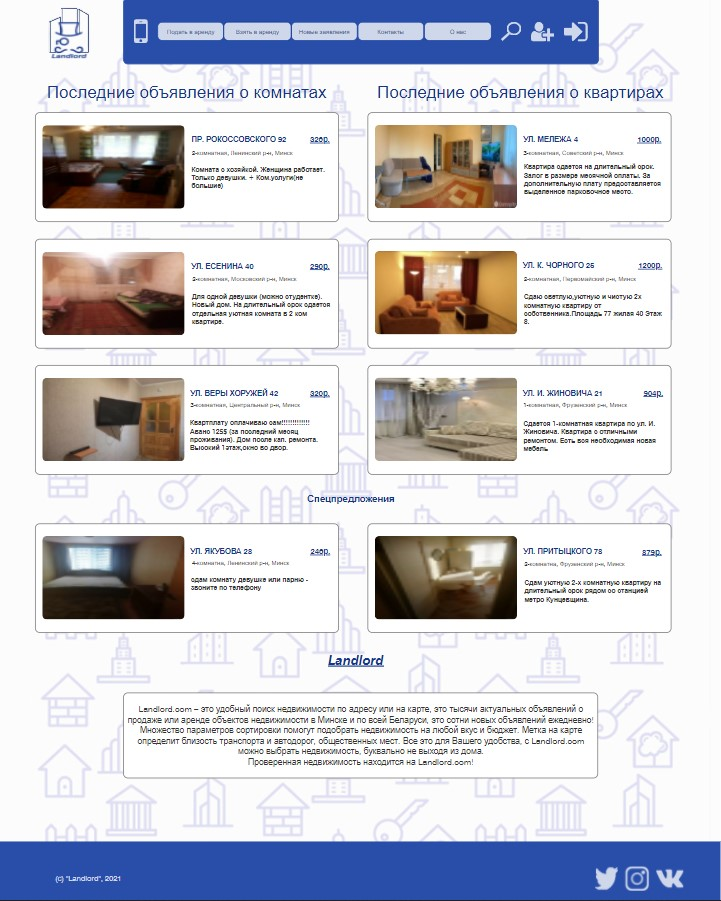 Landlord
Подать в аренду
Взять в аренду
Новые заявления
Контакты
О нас
Последние объявления о комнатах
Последние объявления о квартирах
ПР. РОКОССОВСКОГО 92 326р.
2-комнатная, Ленинский р-н, Минск
Комната с хозяйкой. Женщина работает.
Только девушки. + Ком.услуги(не
большие)
УЛ. МЕЛЕЖА 4 1000р.
3-комнатная, Советский р-н, Минск
Квартира сдается на длительный срок.
Залог в размере месячной оплаты. За
дополнительную плату предоставляется
выделенное парковочное место.
УЛ. ЕСЕНИНА 40 290р.
2-комнатная, Московский р-н, Минск
Для одной девушки (можно студентке).
Новый дом. На длительный срок сдается
отдельная уютная комната в 2 ком
квартире.
УЛ. К. ЧОРНОГО 25 1200р.
2-комнатная, Первомайский р-н, Минск
Сдаю светлую,уютную и чистую 2х
комнатную квартиру от
собственника.Площадь 77 жилая 40 Этаж
8.
УЛ. ВЕРЫ ХОРУЖЕЙ 42 320р.
3-комнатная, Центральный р-н, Минск
Квартплату оплачиваю сам!!!!!!!!!!!!!
Аванс 125$ (за последний месяц
проживания). Дом после кап. ремонта.
Высокий 1этаж,окно во двор.
УЛ. И. ЖИНОВИЧА 21 904р.
1-комнатная, Фрузенский р-н, Минск
Сдается 1-комнатная квартира по ул. И.
Жиновича. Квартира с отличными
ремонтом. Есть вся необходимая новая
мебель
Спецпредложения
УЛ. ЯКУБОВА 28 246р.
4-комнатна, Ленинский р-н, Минск
сдам комнату девушке или парню -
звоните по телефону
УЛ. ПРИТЫЦКОГО 78 879р.
2-комнатна, Фрузенский р-н, Минск
Сдам уютную 2-х комнатную квартиру на
длительный срок рядом со станцией
метро Кунцевщина.
Landlord
Landlord.com – это удобный поиск недвижимости по адресу или на карте, это тысячи актуальных объявлений о
продаже или аренде объектов недвижимости в Минске и по всей Беларуси, это сотни новых объявлений ежедневно!
Множество параметров сортировки помогут подобрать недвижимость на любой вкус и бюджет. Метка на карте
определит близость транспорта и автодорог, общественных мест. Все это для Вашего удобства, с Landlord.com
можно выбрать недвижимость, буквально не выходя из дома.
Проверенная недвижимость находится на Landlord.com!
(c) "Landlord", 2021